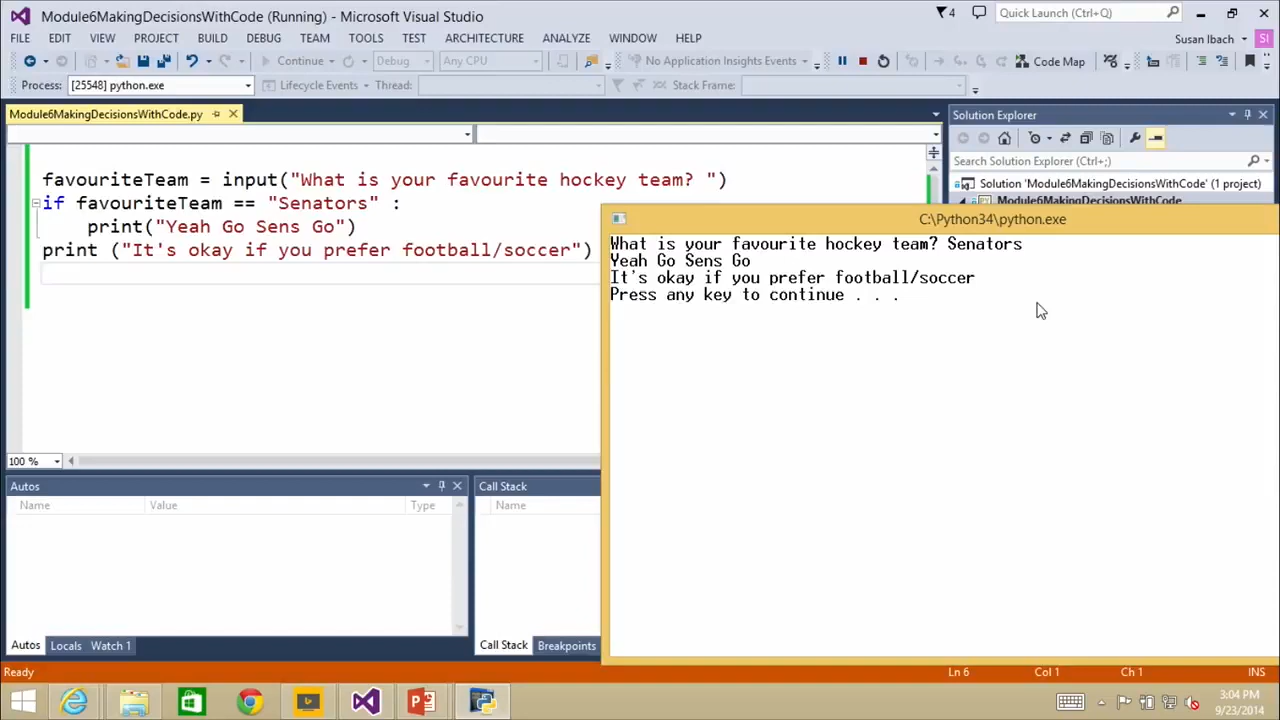 Module6MakingDecisionsWithCode (Running) - Microsoft Visual Studio
4
Quick Launch (Ctrl+Q)
FILE EDIT VIEW PROJECT BUILD DEBUG TEAM TOOLS TEST ARCHITECTURE ANALYZE WINDOW HELP
Susan Ibach
SI
Continue
Debug
Any CPU
No Application Insights Events
Code Map
Process: [25548] python.exe
Lifecycle Events
Thread:
Stack Frame:
Module6MakingDecisionsWithCode.py
favouriteTeam = input("What is your favourite hockey team? ")
if favouriteTeam == "Senators" :
print("Yeah Go Sens Go")
print ("It's okay if you prefer football/soccer")
100 %
Solution Explorer
Search Solution Explorer (Ctrl+;)
Solution 'Module6MakingDecisionsWithCode' (1 project)
Module6MakingDecisionsWithCode
C:\Python34\python.exe
What is your favourite hockey team? Senators
Yeah Go Sens Go
It's okay if you prefer football/soccer
Press any key to continue . . .
Autos
Name Value Type
Autos Locals Watch 1
Call Stack
Name
Call Stack Breakpoints
Ready
Ln 6 Col 1 Ch 1 INS
3:04 PM
9/23/2014